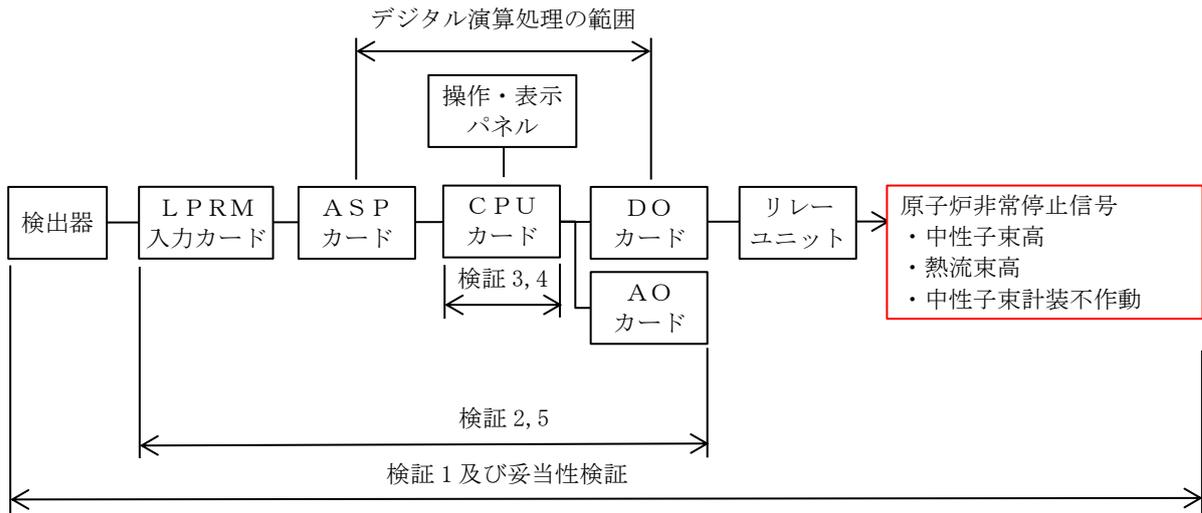 デジタル演算処理の範囲
操作・表示
パネル
検出器
ＬＰＲＭ
入力カード
ＡＳＰ
カード
ＣＰＵ
カード
ＤＯ
カード
リレー
ユニット
原子炉非常停止信号
・中性子束高
・熱流束高
・中性子束計装不作動
検証 3, 4
ＡＯ
カード
検証 2, 5
検証 1 及び妥当性検証